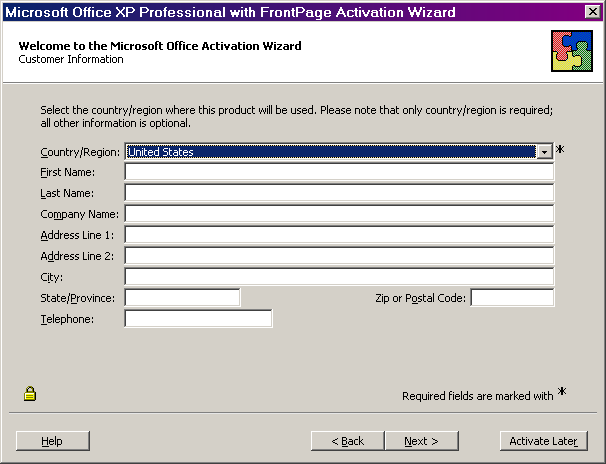 Microsoft Office XP Professional with FrontPage Activation Wizard
Welcome to the Microsoft Office Activation Wizard
Customer Information
Select the country/region where this product will be used. Please note that only country/region is required;
all other information is optional.
Country/Region: United States *
First Name:
Last Name:
Company Name:
Address Line 1:
Address Line 2:
City:
State/Province: Zip or Postal Code:
Telephone:
Required fields are marked with *
Help < Back Next > Activate Later